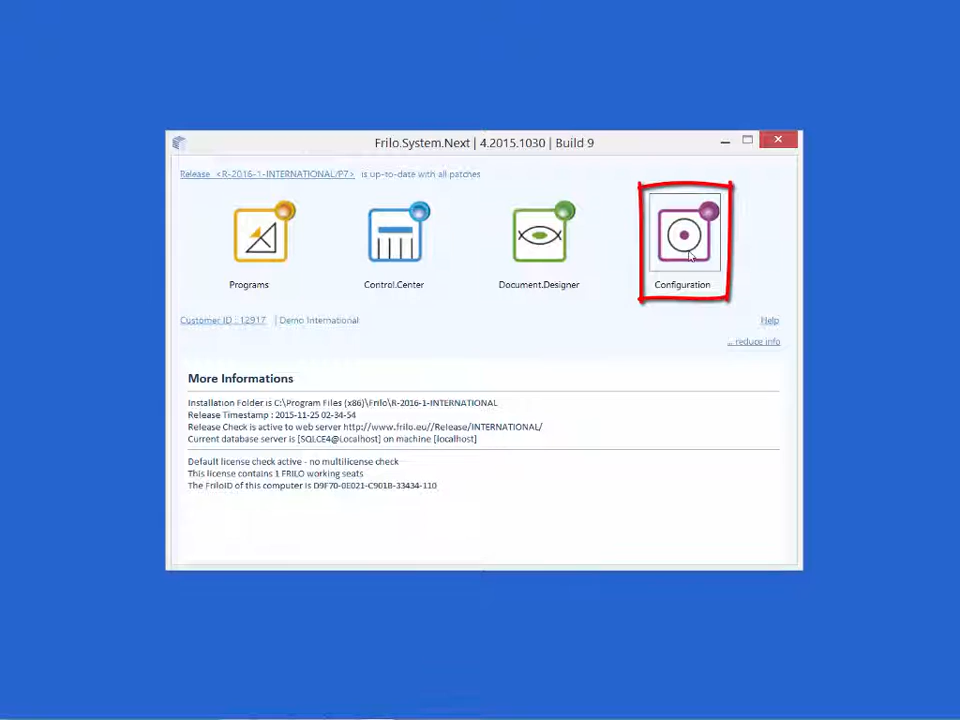 Frilo.System.Next | 4.2015.1030 | Build 9
Release <R-2016-1-INTERNATIONAL/P7> is up-to-date with all patches
Programs
Control.Center
Document.Designer
Configuration
Customer ID : 12917 | Demo International
Help
... reduce info
More Informations
Installation Folder is C:\Program Files (x86)\Frilo\R-2016-1-INTERNATIONAL
Release Timestamp : 2015-11-25 02-34-54
Release Check is active to web server http://www.frilo.eu//Release/INTERNATIONAL/
Current database server is [SQLCE4@Localhost] on machine [localhost]
Default license check active - no multilicense check
This license contains 1 FRILO working seats
The FriloID of this computer is D9F70-0E021-C901B-33434-110